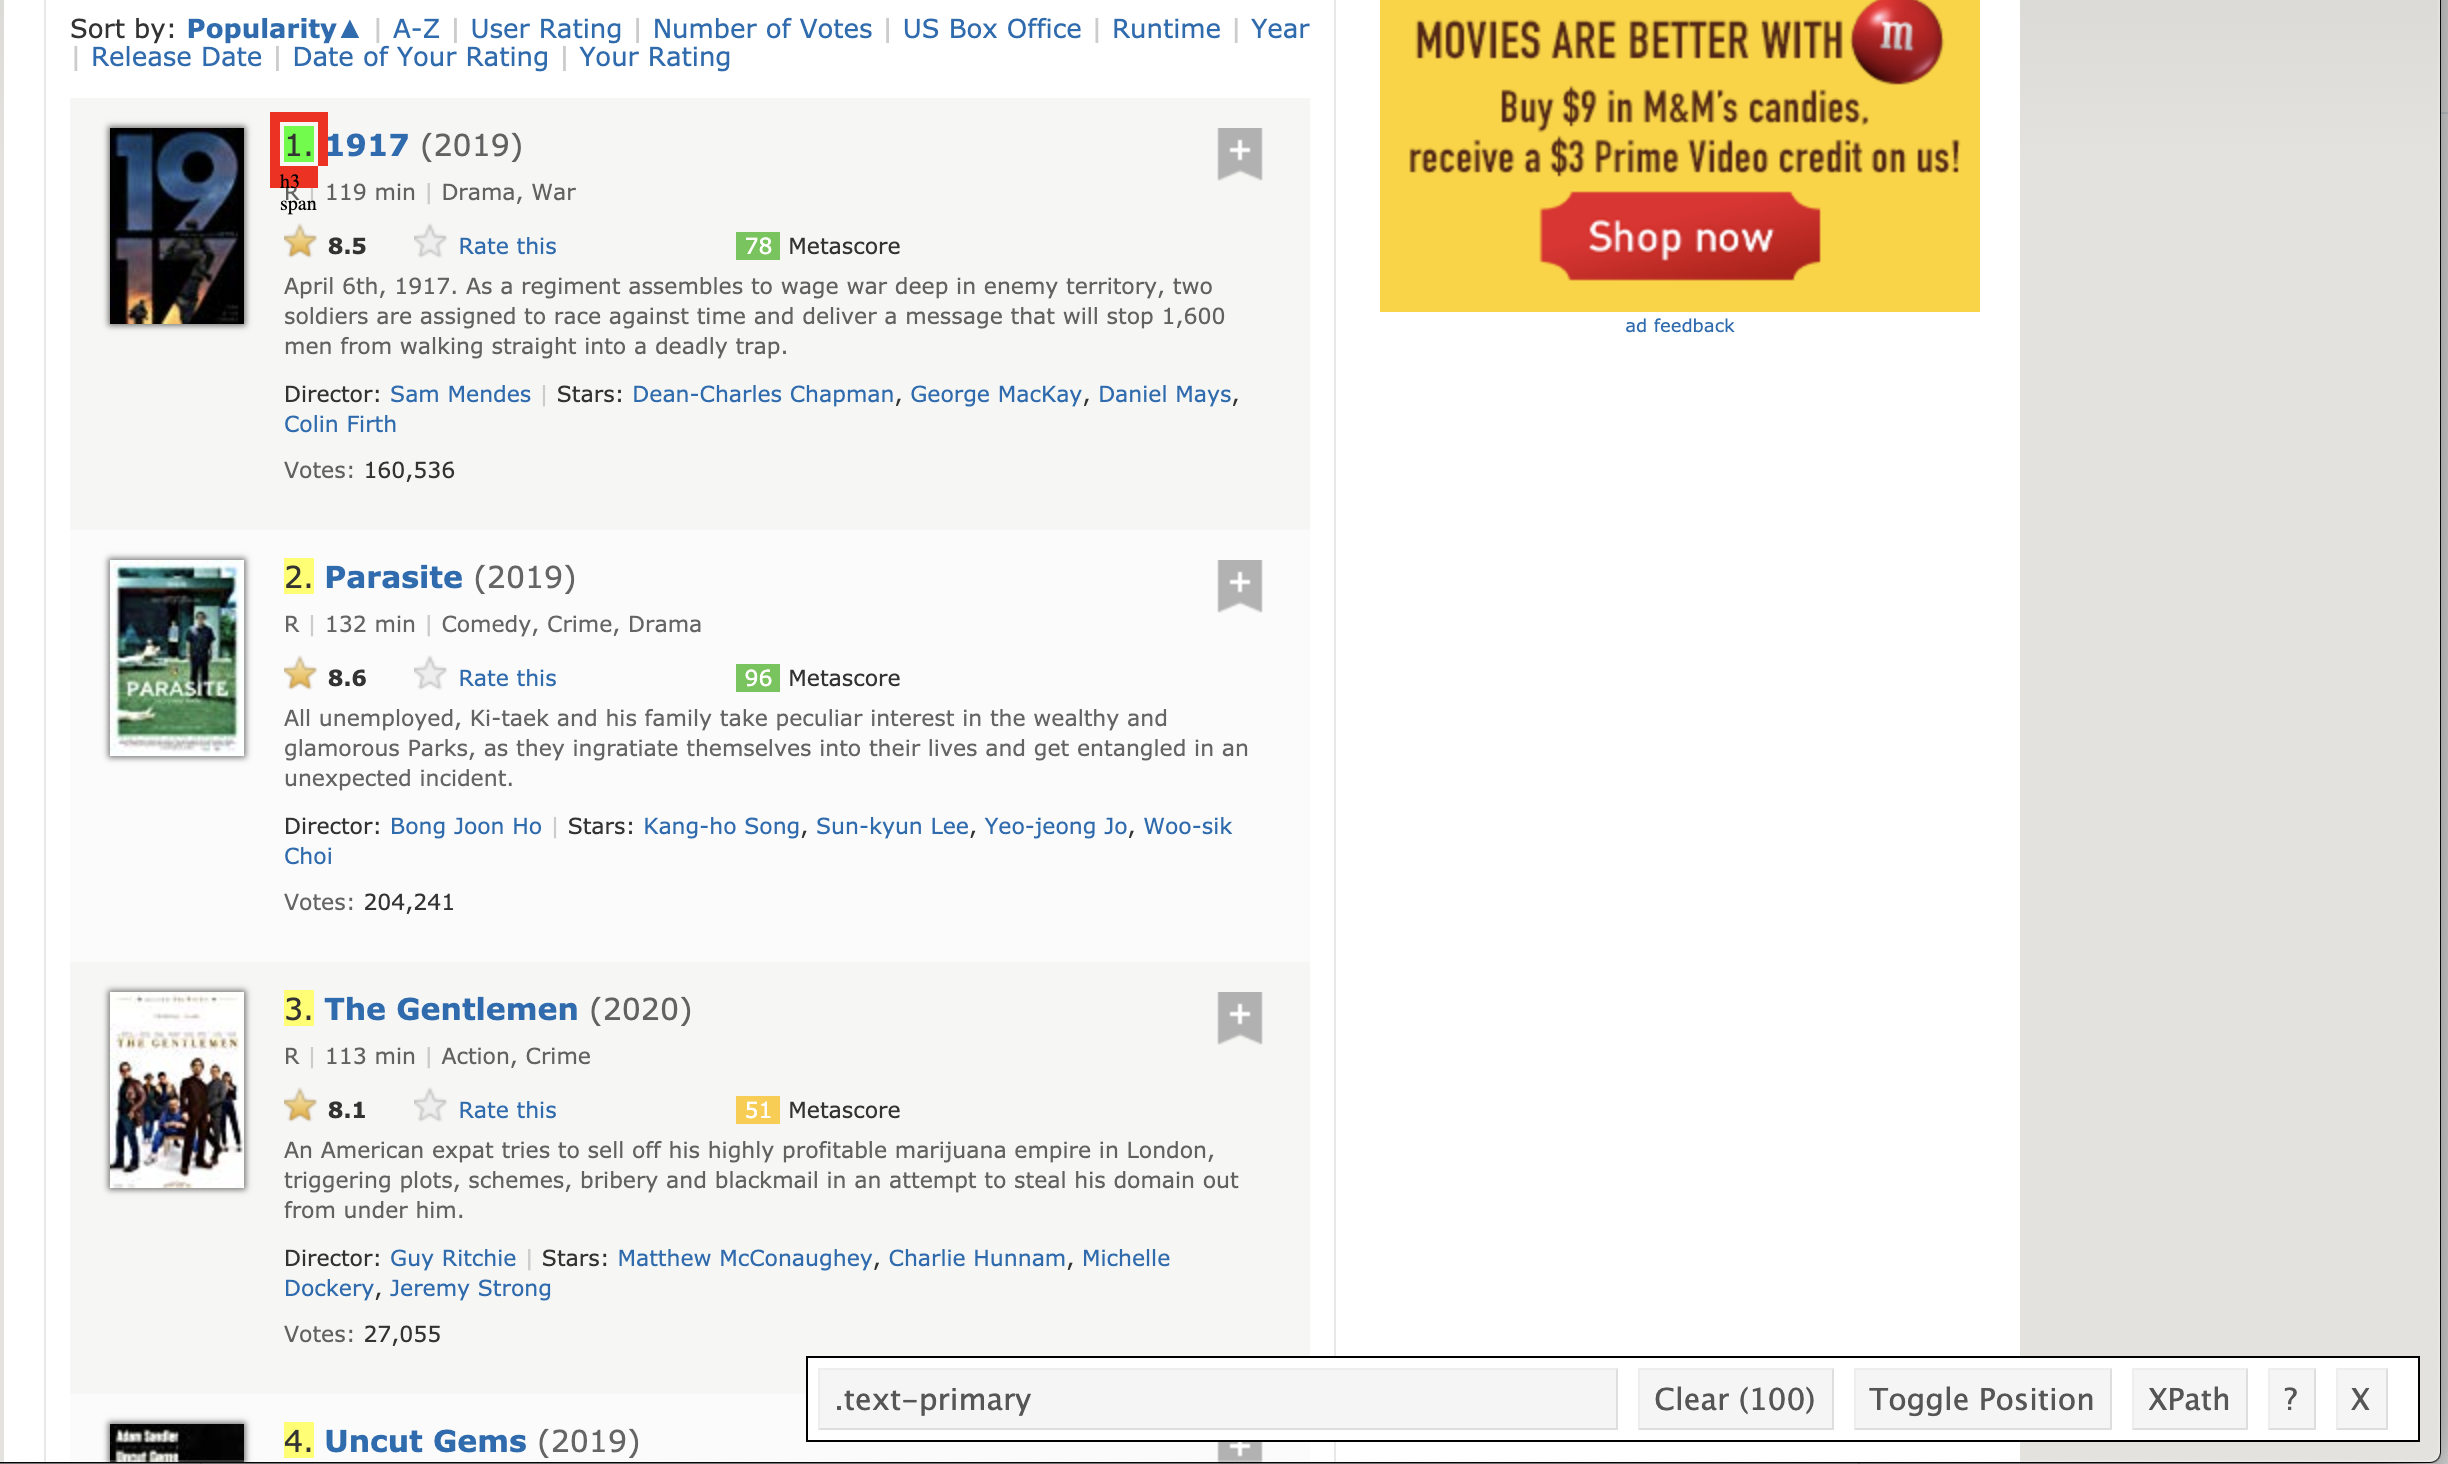 Sort by: Popularity▲ | A-Z | User Rating | Number of Votes | US Box Office | Runtime | Year
| Release Date | Date of Your Rating | Your Rating
1. 1917 (2019)
h3
span
R | 119 min | Drama, War
8.5 Rate this 78 Metascore
April 6th, 1917. As a regiment assembles to wage war deep in enemy territory, two
soldiers are assigned to race against time and deliver a message that will stop 1,600
men from walking straight into a deadly trap.
Director: Sam Mendes | Stars: Dean-Charles Chapman, George MacKay, Daniel Mays,
Colin Firth
Votes: 160,536
19
17
2. Parasite (2019)
R | 132 min | Comedy, Crime, Drama
8.6 Rate this 96 Metascore
All unemployed, Ki-taek and his family take peculiar interest in the wealthy and
glamorous Parks, as they ingratiate themselves into their lives and get entangled in an
unexpected incident.
Director: Bong Joon Ho | Stars: Kang-ho Song, Sun-kyun Lee, Yeo-jeong Jo, Woo-sik
Choi
Votes: 204,241
PARASITE
3. The Gentlemen (2020)
R | 113 min | Action, Crime
8.1 Rate this 51 Metascore
An American expat tries to sell off his highly profitable marijuana empire in London,
triggering plots, schemes, bribery and blackmail in an attempt to steal his domain out
from under him.
Director: Guy Ritchie | Stars: Matthew McConaughey, Charlie Hunnam, Michelle
Dockery, Jeremy Strong
Votes: 27,055
THE GENTLEMEN
4. Uncut Gems (2019)
Adam Sandler
Uncut Gems
MOVIES ARE BETTER WITH m
Buy $9 in M&M's candies,
receive a $3 Prime Video credit on us!
Shop now
ad feedback
.text-primary
Clear (100)
Toggle Position
XPath
?
X